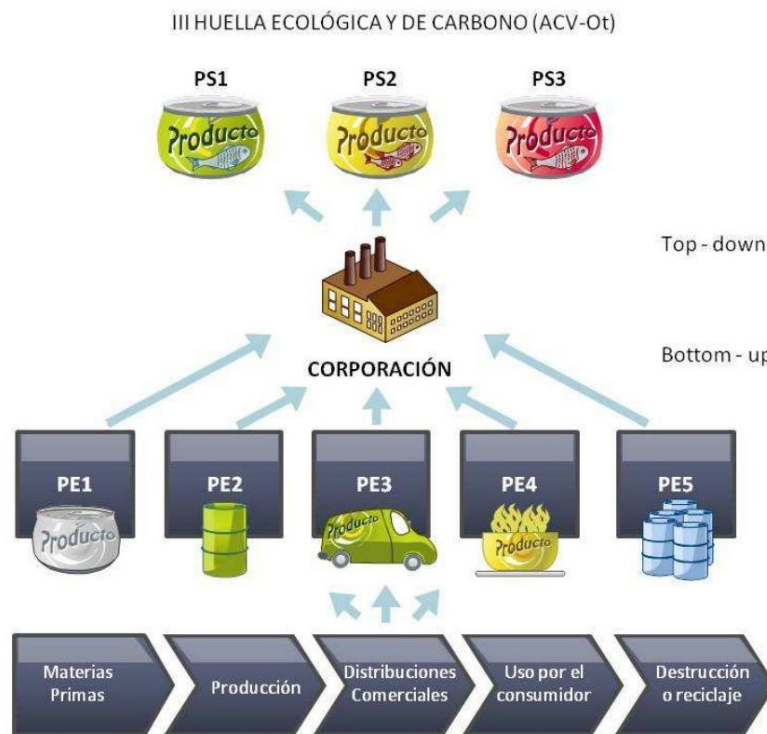 III HUELLA ECOLÓGICA Y DE CARBONO (ACV-Ot)
PS1
PS2
PS3
Producto
Producto
Producto
Top - down
Bottom - up
CORPORACIÓN
PE1
PE2
PE3
PE4
PE5
Producto
Producto
Producto
Materias
Primas
Producción
Distribuciones
Comerciales
Uso por el
consumidor
Destrucción
o reciclaje